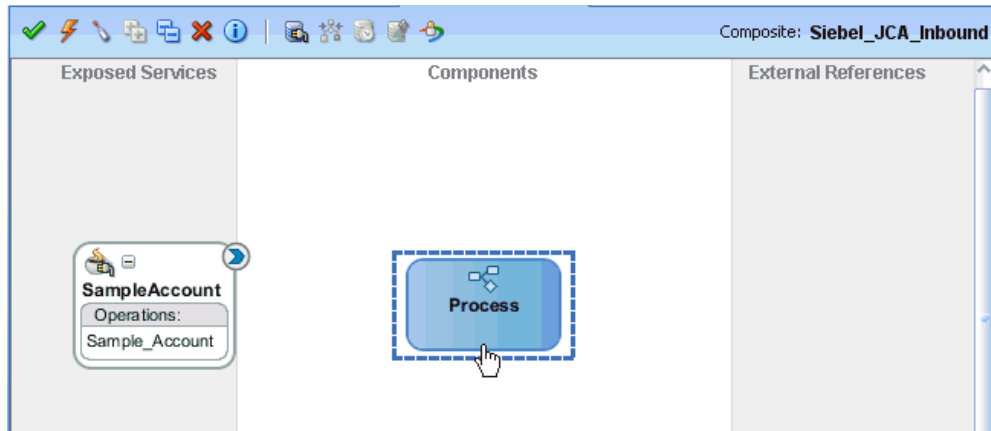 Composite: Siebel_JCA_Inbound
Exposed Services
Components
External References
SampleAccount
Operations:
Sample_Account
Process